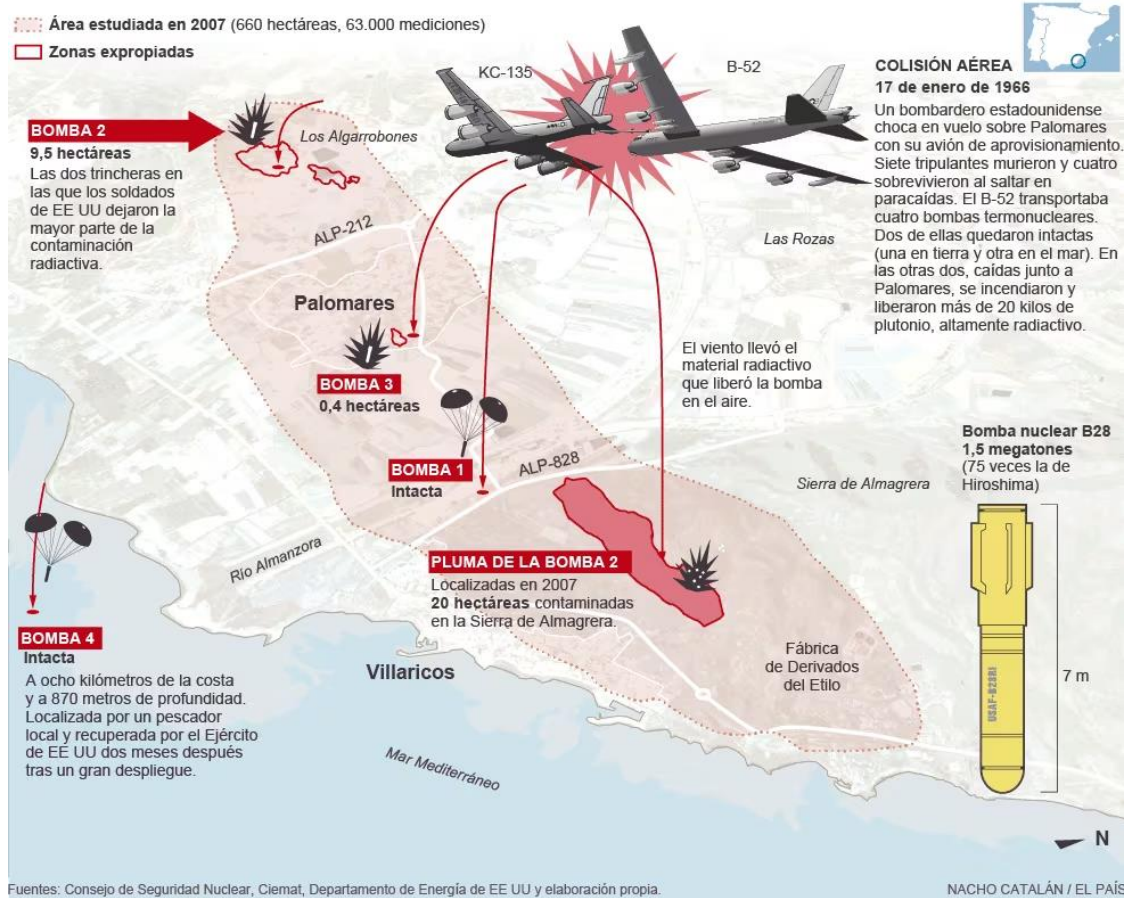 Área estudiada en 2007 (660 hectáreas, 63.000 mediciones)
Zonas expropiadas
KC-135
B-52
COLISIÓN AÉREA
17 de enero de 1966
Un bombardero estadounidense
choca en vuelo sobre Palomares
con su avión de aprovisionamiento.
Siete tripulantes murieron y cuatro
sobrevivieron al saltar en
paracaídas. El B-52 transportaba
cuatro bombas termonucleares.
Dos de ellas quedaron intactas
(una en tierra y otra en el mar). En
las otras dos, caídas junto a
Palomares, se incendiaron y
liberaron más de 20 kilos de
plutonio, altamente radiactivo.
BOMBA 2
9,5 hectáreas
Las dos trincheras en
las que los soldados
de EE UU dejaron la
mayor parte de la
contaminación
radiactiva.
Los Algarrobones
ALP-212
Las Rozas
Palomares
BOMBA 3
0,4 hectáreas
El viento llevó el
material radiactivo
que liberó la bomba
en el aire.
BOMBA 1
Intacta
ALP-828
Sierra de Almagrera
Bomba nuclear B28
1,5 megatones
(75 veces la de
Hiroshima)
USAF-B28RI
7 m
Río Almanzora
PLUMA DE LA BOMBA 2
Localizadas en 2007
20 hectáreas contaminadas
en la Sierra de Almagrera.
BOMBA 4
Intacta
A ocho kilómetros de la costa
y a 870 metros de profundidad.
Localizada por un pescador
local y recuperada por el Ejército
de EE UU dos meses después
tras un gran despliegue.
Villaricos
Fábrica
de Derivados
del Etilo
Mar Mediterráneo
N
Fuentes: Consejo de Seguridad Nuclear, Ciemat, Departamento de Energía de EE UU y elaboración propia.
NACHO CATALÁN / EL PAÍS